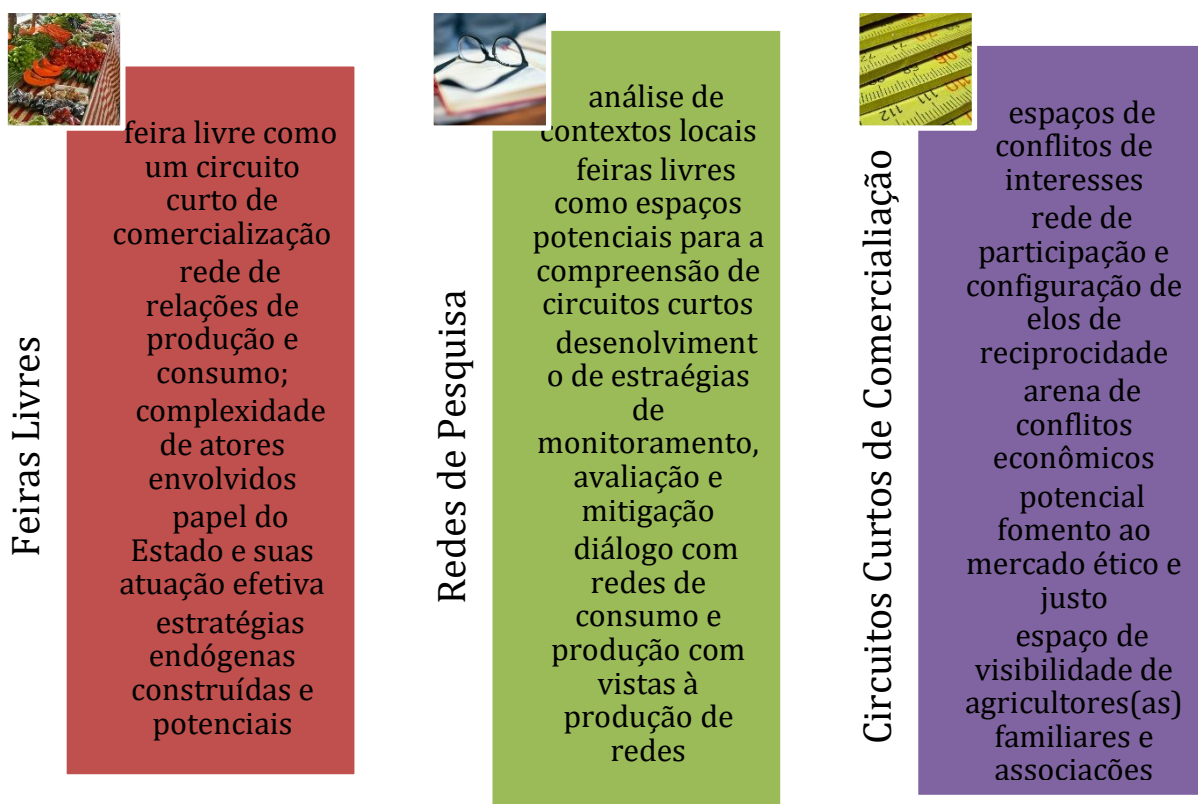 Feiras Livres
feira livre como
um circuito
curto de
comercialização
rede de
relações de
produção e
consumo;
complexidade
de atores
envolvidos
papel do
Estado e suas
atuação efetiva
estratégias
endógenas
construídas e
potenciais
Redes de Pesquisa
análise de
contextos locais
feiras livres
como espaços
potenciais para a
compreensão de
circuitos curtos
desenolviment
o de estraégias
de
monitoramento,
avaliação e
mitigação
diálogo com
redes de
consumo e
produção com
vistas à
produção de
redes
Circuitos Curtos de Comercialiação
espaços de
conflitos de
interesses
rede de
participação e
configuração de
elos de
reciprocidade
arena de
conflitos
econômicos
potencial
fomento ao
mercado ético e
justo
espaço de
visibilidade de
agricultores(as)
familiares e
associacões